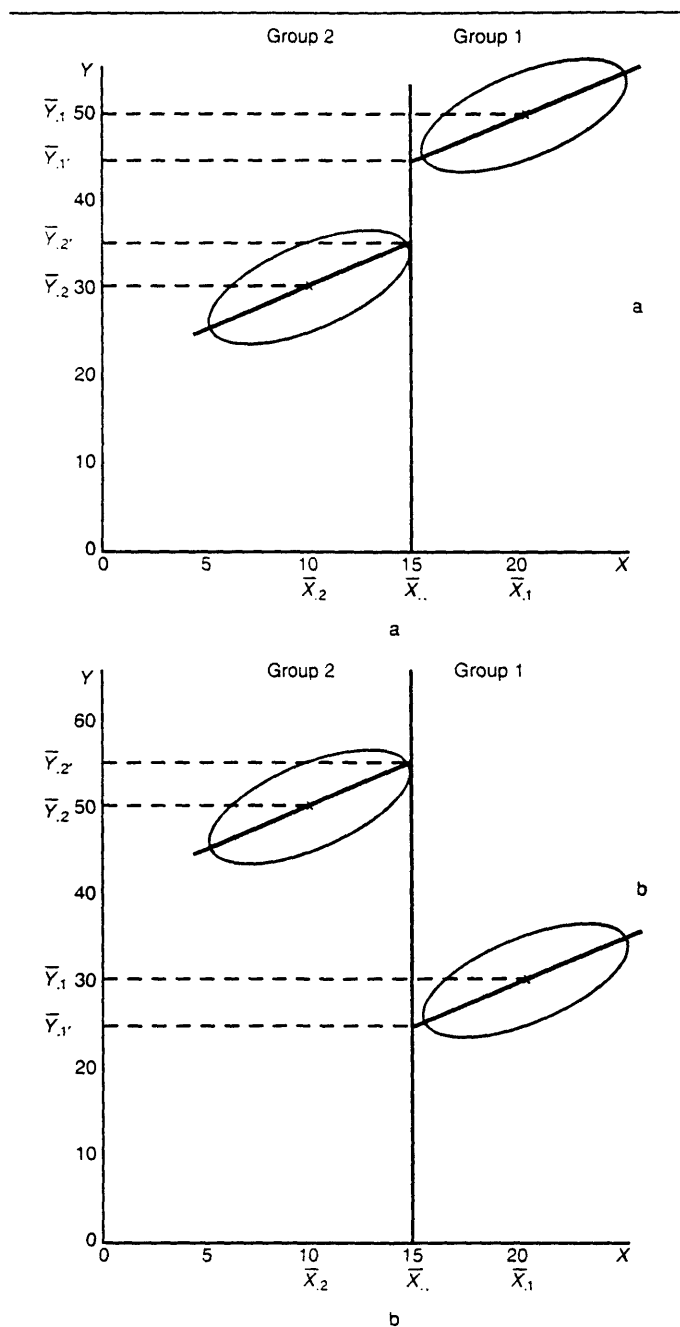 Group 2 Group 1
Y
Ȳ.₁ 50
Ȳ.₁′
40
Ȳ.₂′
Ȳ.₂ 30
a
20
10
0
0 5 10 15 20 X
X̄.₂ X̄.. X̄.₁
a
Group 2 Group 1
Y
60
Ȳ.₂′
Ȳ.₂ 50
40
b
Ȳ.₁ 30
Ȳ.₁′
20
10
0
0 5 10 15 20 X
X̄.₂ X̄.. X̄.₁
b